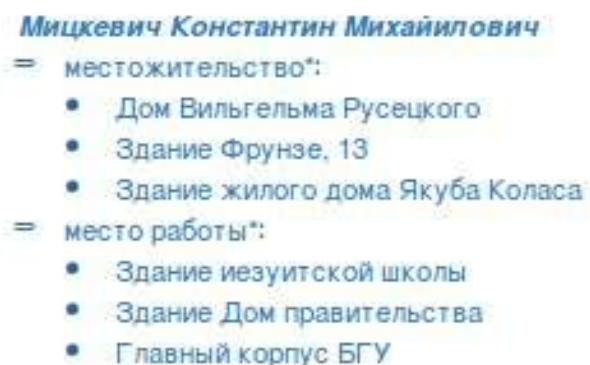 Мицкевич Константин Михайилович
= местожительство*:
• Дом Вильгельма Русецкого
• Здание Фрунзе, 13
• Здание жилого дома Якуба Коласа
= место работы*:
• Здание иезуитской школы
• Здание Дом правительства
• Главный корпус БГУ